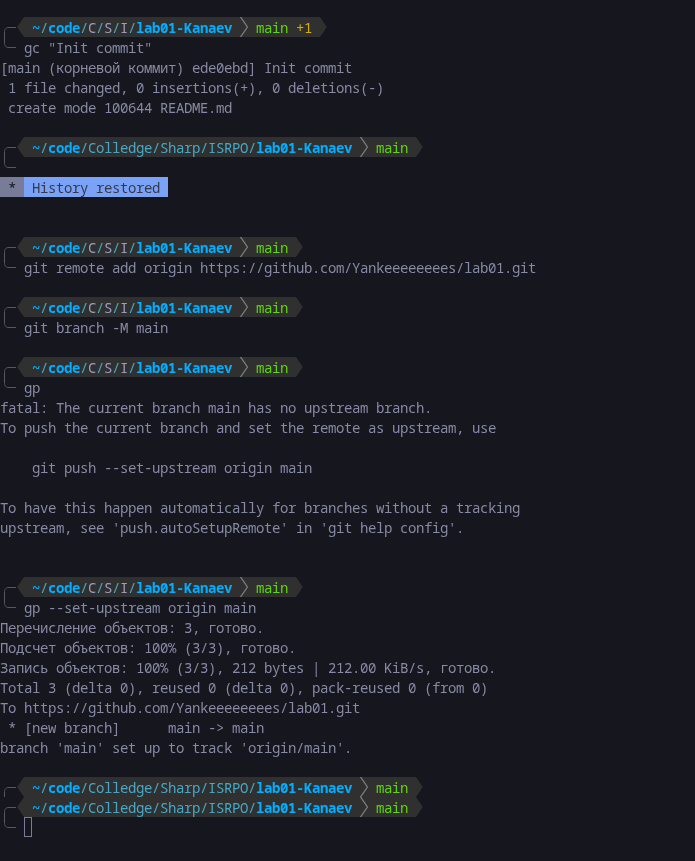 ~/code/C/S/I/lab01-Kanaev main +1
gc "Init commit"
[main (корневой коммит) ede0ebd] Init commit
1 file changed, 0 insertions(+), 0 deletions(-)
create mode 100644 README.md
~/code/Colledge/Sharp/ISRPO/lab01-Kanaev main
* History restored
~/code/C/S/I/lab01-Kanaev main
git remote add origin https://github.com/Yankeeeeeeees/lab01.git
~/code/C/S/I/lab01-Kanaev main
git branch -M main
~/code/C/S/I/lab01-Kanaev main
gp
fatal: The current branch main has no upstream branch.
To push the current branch and set the remote as upstream, use
git push --set-upstream origin main
To have this happen automatically for branches without a tracking
upstream, see 'push.autoSetupRemote' in 'git help config'.
~/code/C/S/I/lab01-Kanaev main
gp --set-upstream origin main
Перечисление объектов: 3, готово.
Подсчет объектов: 100% (3/3), готово.
Запись объектов: 100% (3/3), 212 bytes | 212.00 KiB/s, готово.
Total 3 (delta 0), reused 0 (delta 0), pack-reused 0 (from 0)
To https://github.com/Yankeeeeeeees/lab01.git
* [new branch] main -> main
branch 'main' set up to track 'origin/main'.
~/code/Colledge/Sharp/ISRPO/lab01-Kanaev main
~/code/Colledge/Sharp/ISRPO/lab01-Kanaev main